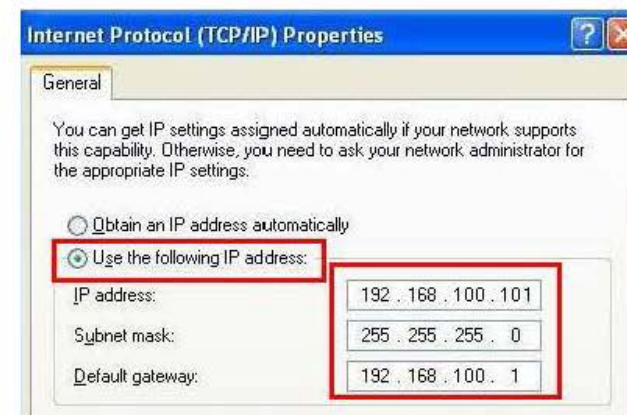 Internet Protocol (TCP/IP) Properties
General
You can get IP settings assigned automatically if your network supports
this capability. Otherwise, you need to ask your network administrator for
the appropriate IP settings.
Obtain an IP address automatically
Use the following IP address:
IP address: 192 . 168 . 100 . 101
Subnet mask: 255 . 255 . 255 . 0
Default gateway: 192 . 168 . 100 . 1